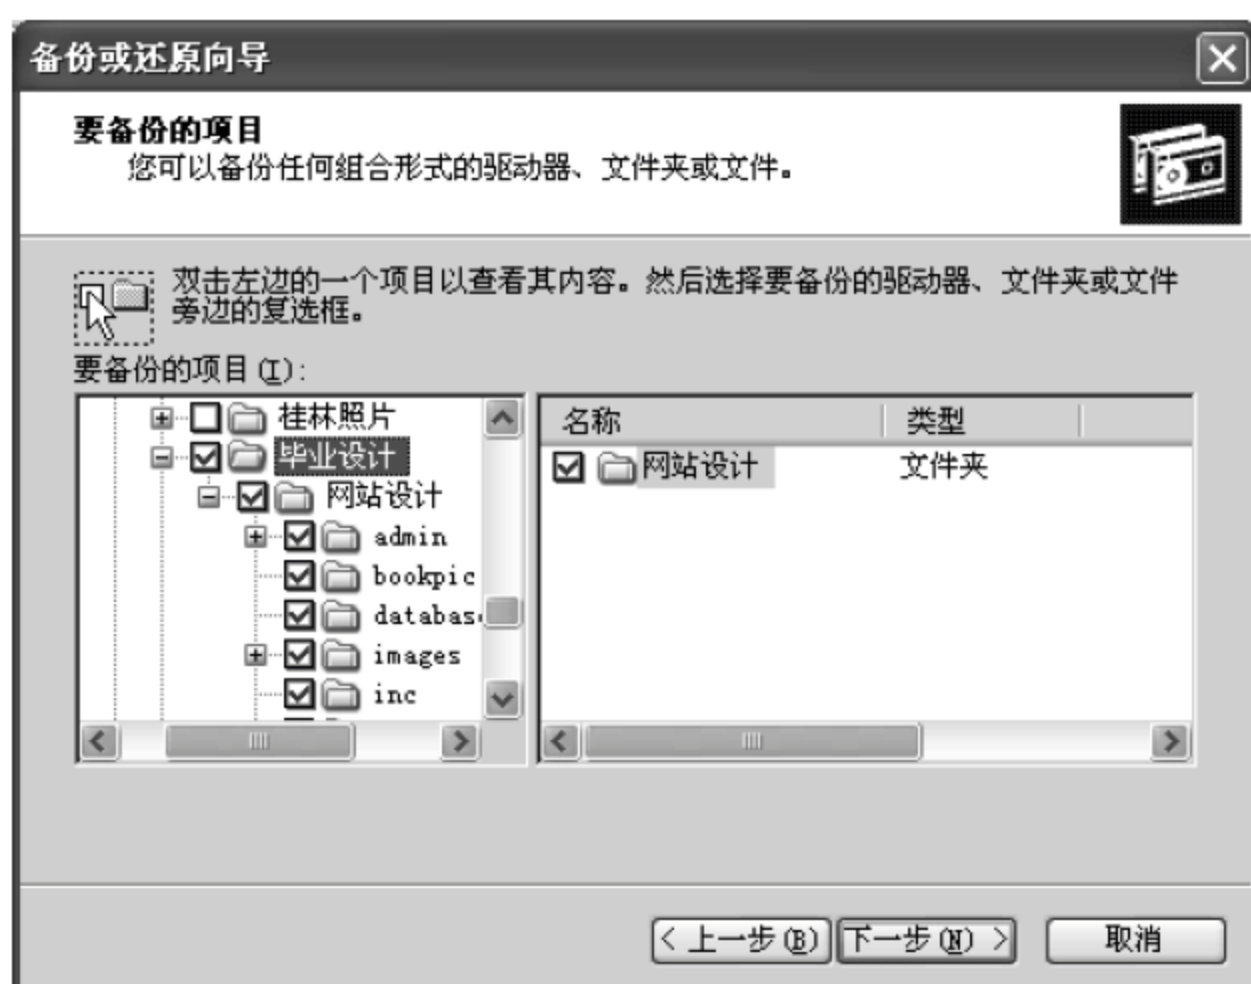 备份或还原向导
要备份的项目
您可以备份任何组合形式的驱动器、文件夹或文件。
双击左边的一个项目以查看其内容。然后选择要备份的驱动器、文件夹或文件
旁边的复选框。
要备份的项目(I):
桂林照片
毕业设计
网站设计
admin
bookpic
databas
images
inc
名称 类型
网站设计 文件夹
< 上一步(B) 下一步(N) > 取消